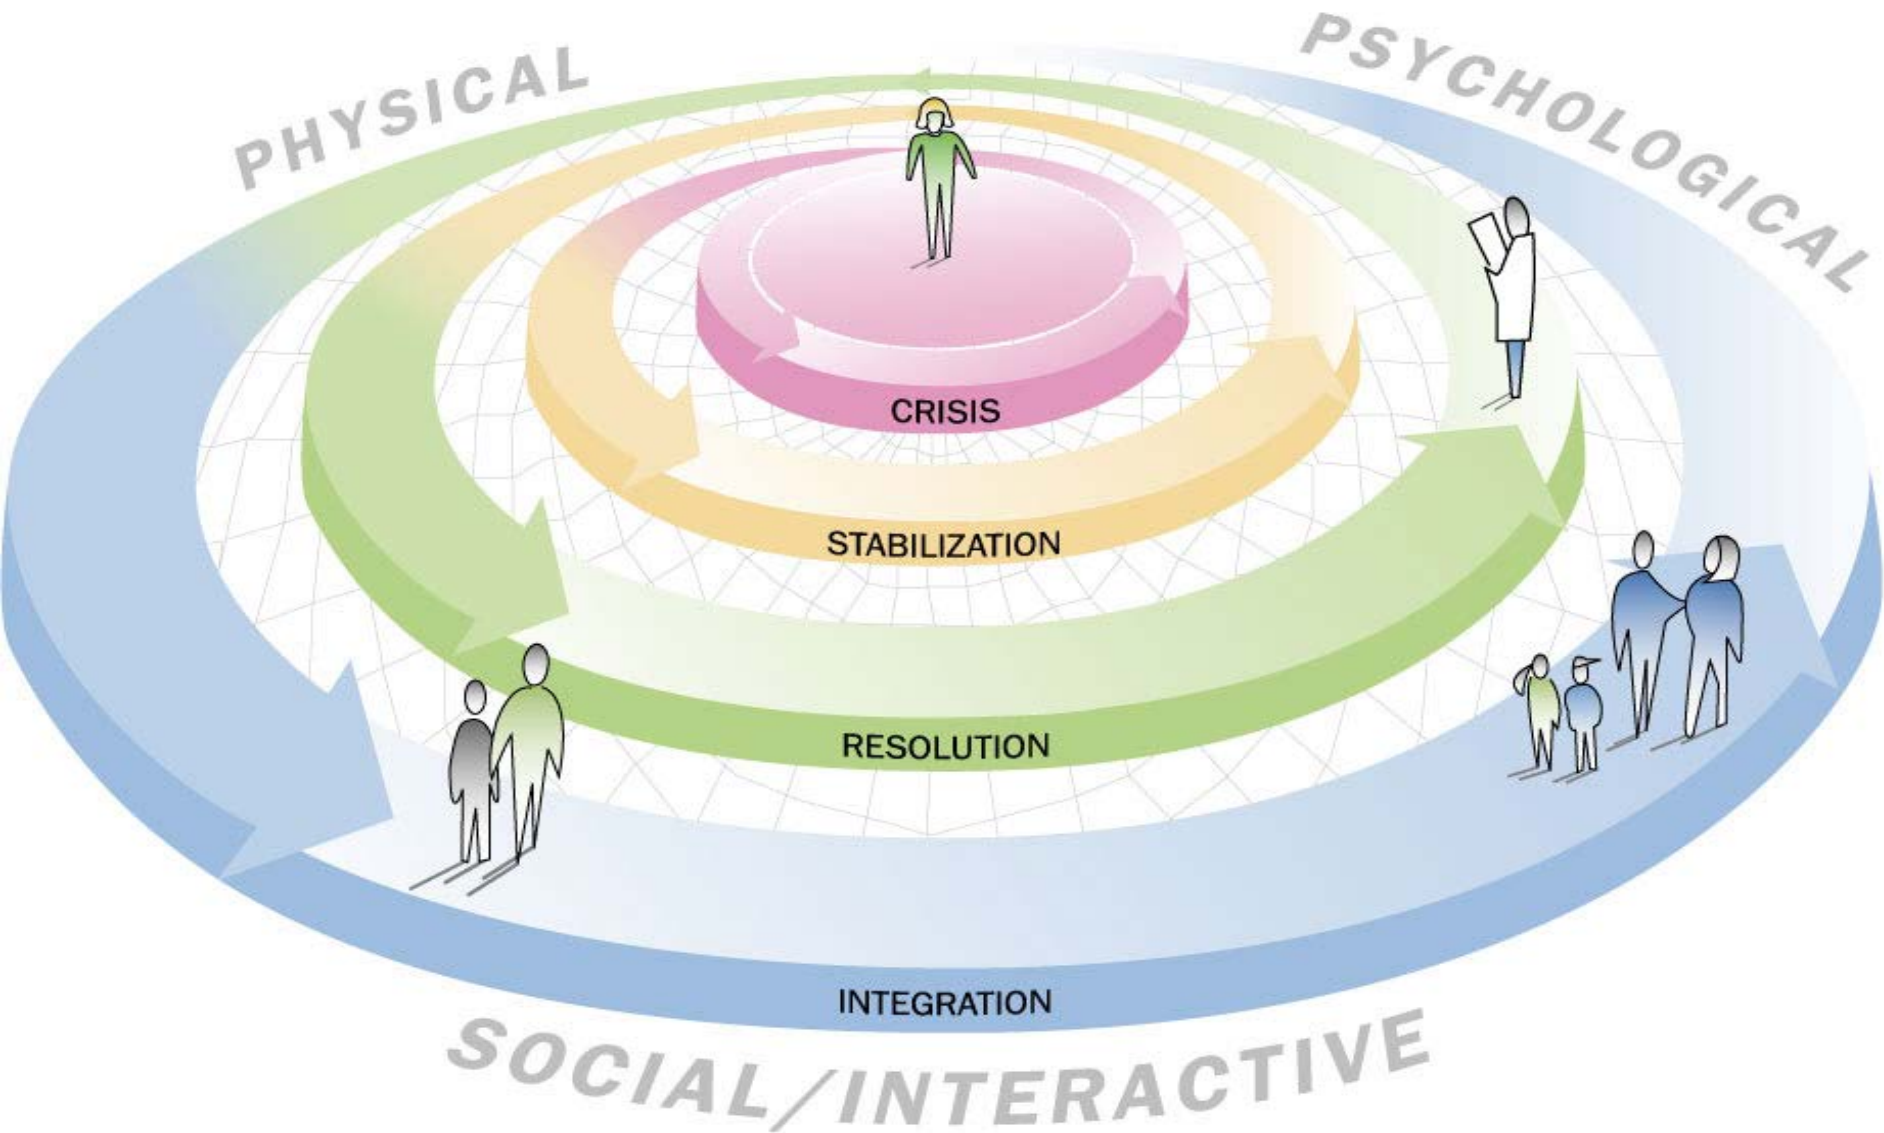 PHYSICAL
PSYCHOLOGICAL
CRISIS
STABILIZATION
RESOLUTION
INTEGRATION
SOCIAL/INTERACTIVE